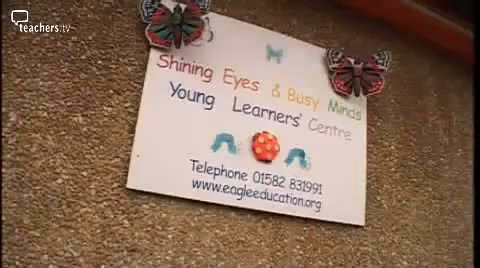 teachers.tv
Shining Eyes & Busy Minds
Young Learners' Centre
Telephone 01582 831991
www.eagleeducation.org